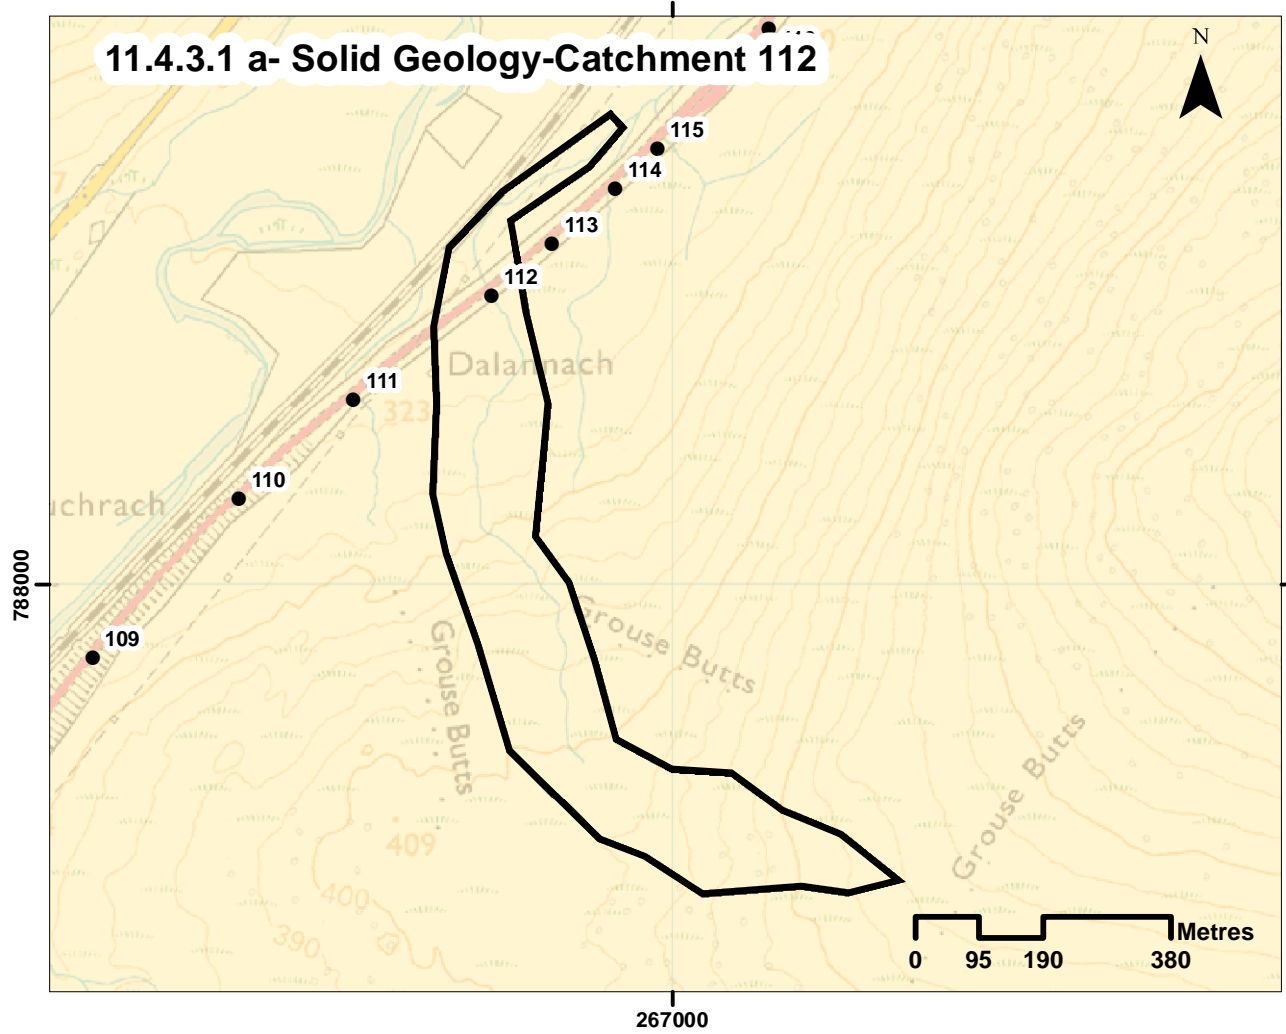 11.4.3.1 a- Solid Geology-Catchment 112
N
115
114
113
112
Dalannach
111
323
110
uchrach
788000
109
Grouse Butts
Grouse Butts
Grouse Butts
409
400
390
Metres
0 95 190 380
267000